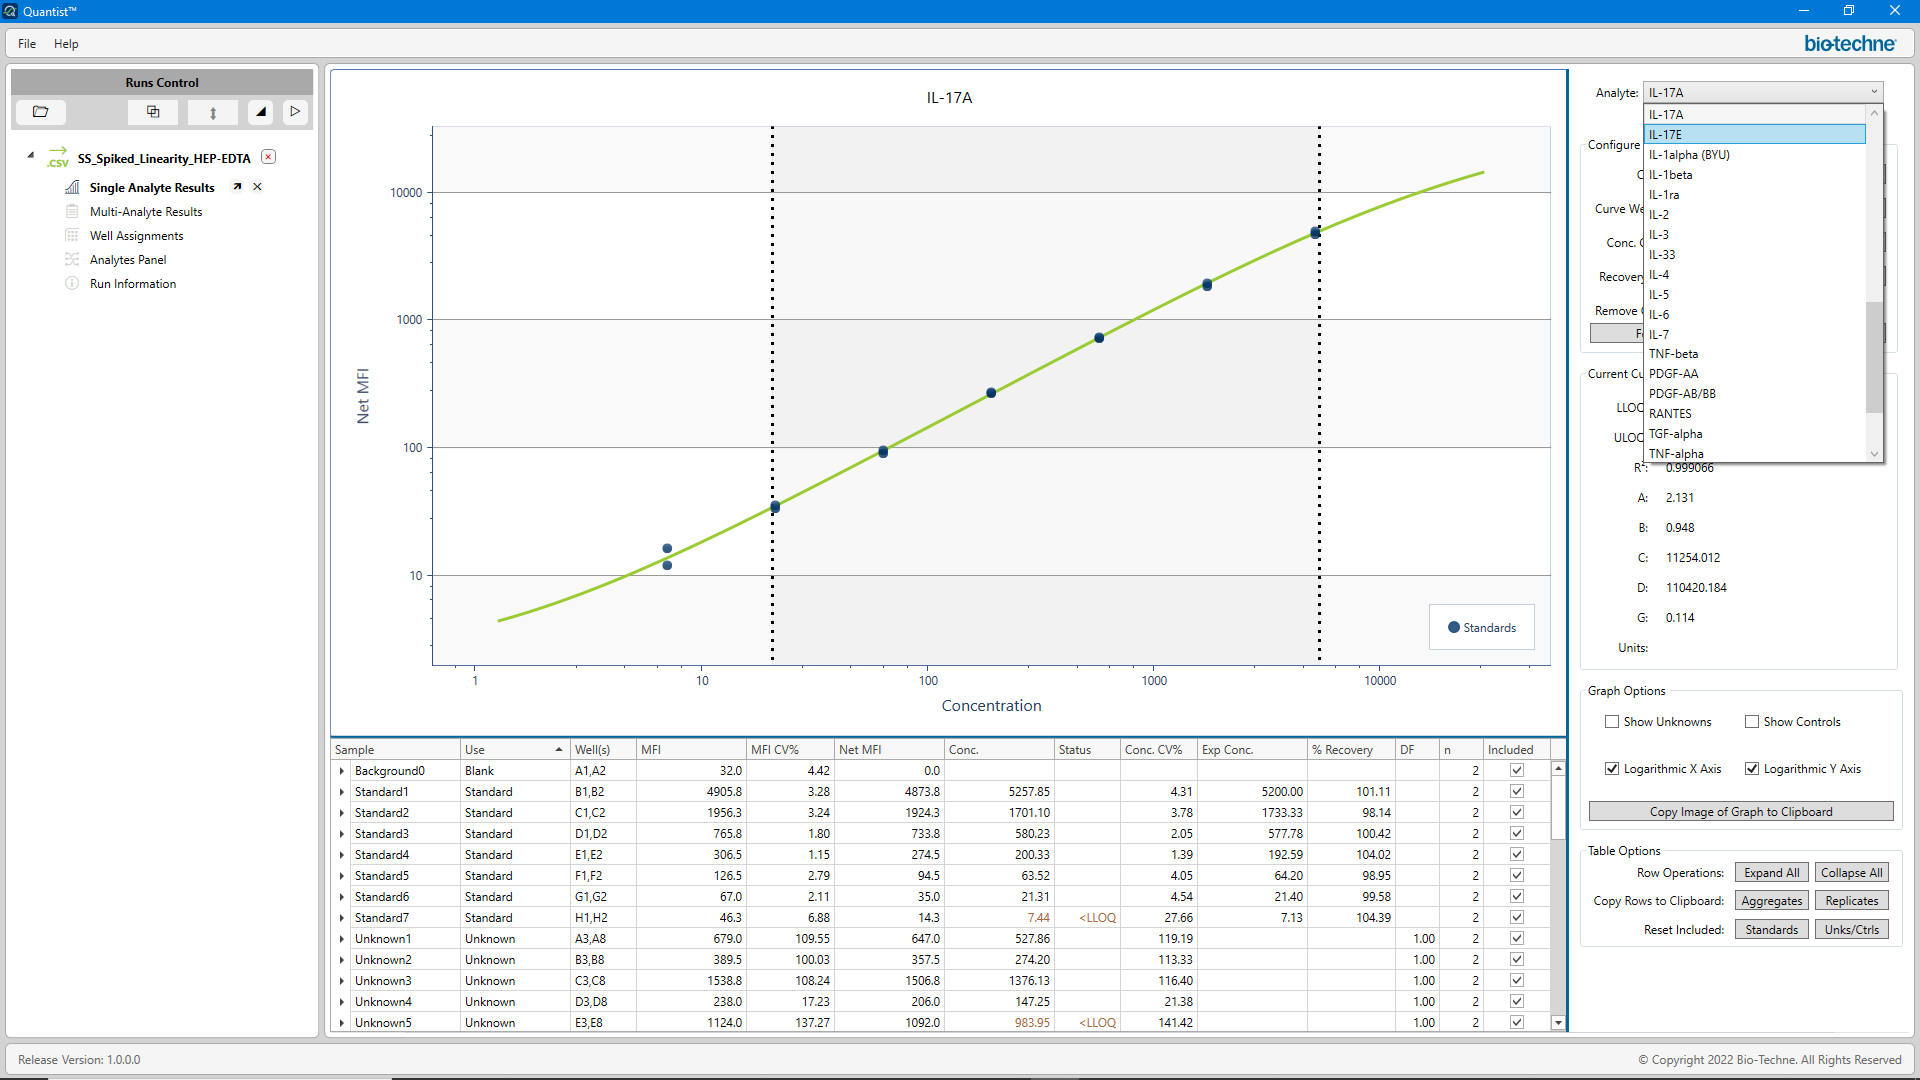 Quantist™
File Help
bio-techne
Runs Control
SS_Spiked_Linearity_HEP-EDTA
.csv
Single Analyte Results
Multi-Analyte Results
Well Assignments
Analytes Panel
Run Information
IL-17A
10000
1000
100
10
Net MFI
Standards
1 10 100 1000 10000
Concentration
Sample Use Well(s) MFI MFI CV% Net MFI Conc. Status Conc. CV% Exp Conc. % Recovery DF n Included
Background0 Blank A1,A2 32.0 4.42 0.0 2
Standard1 Standard B1,B2 4905.8 3.28 4873.8 5257.85 4.31 5200.00 101.11 2
Standard2 Standard C1,C2 1956.3 3.24 1924.3 1701.10 3.78 1733.33 98.14 2
Standard3 Standard D1,D2 765.8 1.80 733.8 580.23 2.05 577.78 100.42 2
Standard4 Standard E1,E2 306.5 1.15 274.5 200.33 1.39 192.59 104.02 2
Standard5 Standard F1,F2 126.5 2.79 94.5 63.52 4.05 64.20 98.95 2
Standard6 Standard G1,G2 67.0 2.11 35.0 21.31 4.54 21.40 99.58 2
Standard7 Standard H1,H2 46.3 6.88 14.3 7.44 <LLOQ 27.66 7.13 104.39 2
Unknown1 Unknown A3,A8 679.0 109.55 647.0 527.86 119.19 1.00 2
Unknown2 Unknown B3,B8 389.5 100.03 357.5 274.20 113.33 1.00 2
Unknown3 Unknown C3,C8 1538.8 108.24 1506.8 1376.13 116.40 1.00 2
Unknown4 Unknown D3,D8 238.0 17.23 206.0 147.25 21.38 1.00 2
Unknown5 Unknown E3,E8 1124.0 137.27 1092.0 983.95 <LLOQ 141.42 1.00 2
Analyte: IL-17A
IL-17A
IL-17E
IL-1alpha (BYU)
IL-1beta
IL-1ra
IL-2
IL-3
IL-33
IL-4
IL-5
IL-6
IL-7
TNF-beta
PDGF-AA
PDGF-AB/BB
RANTES
TGF-alpha
TNF-alpha
Configure
Conc.
Recovery
Remove
Current
R²: 0.999066
A: 2.131
B: 0.948
C: 11254.012
D: 110420.184
G: 0.114
Units:
Graph Options
Show Unknowns Show Controls
Logarithmic X Axis Logarithmic Y Axis
Copy Image of Graph to Clipboard
Table Options
Row Operations: Expand All Collapse All
Copy Rows to Clipboard: Aggregates Replicates
Reset Included: Standards Unks/Ctrls
Release Version: 1.0.0.0
© Copyright 2022 Bio-Techne. All Rights Reserved